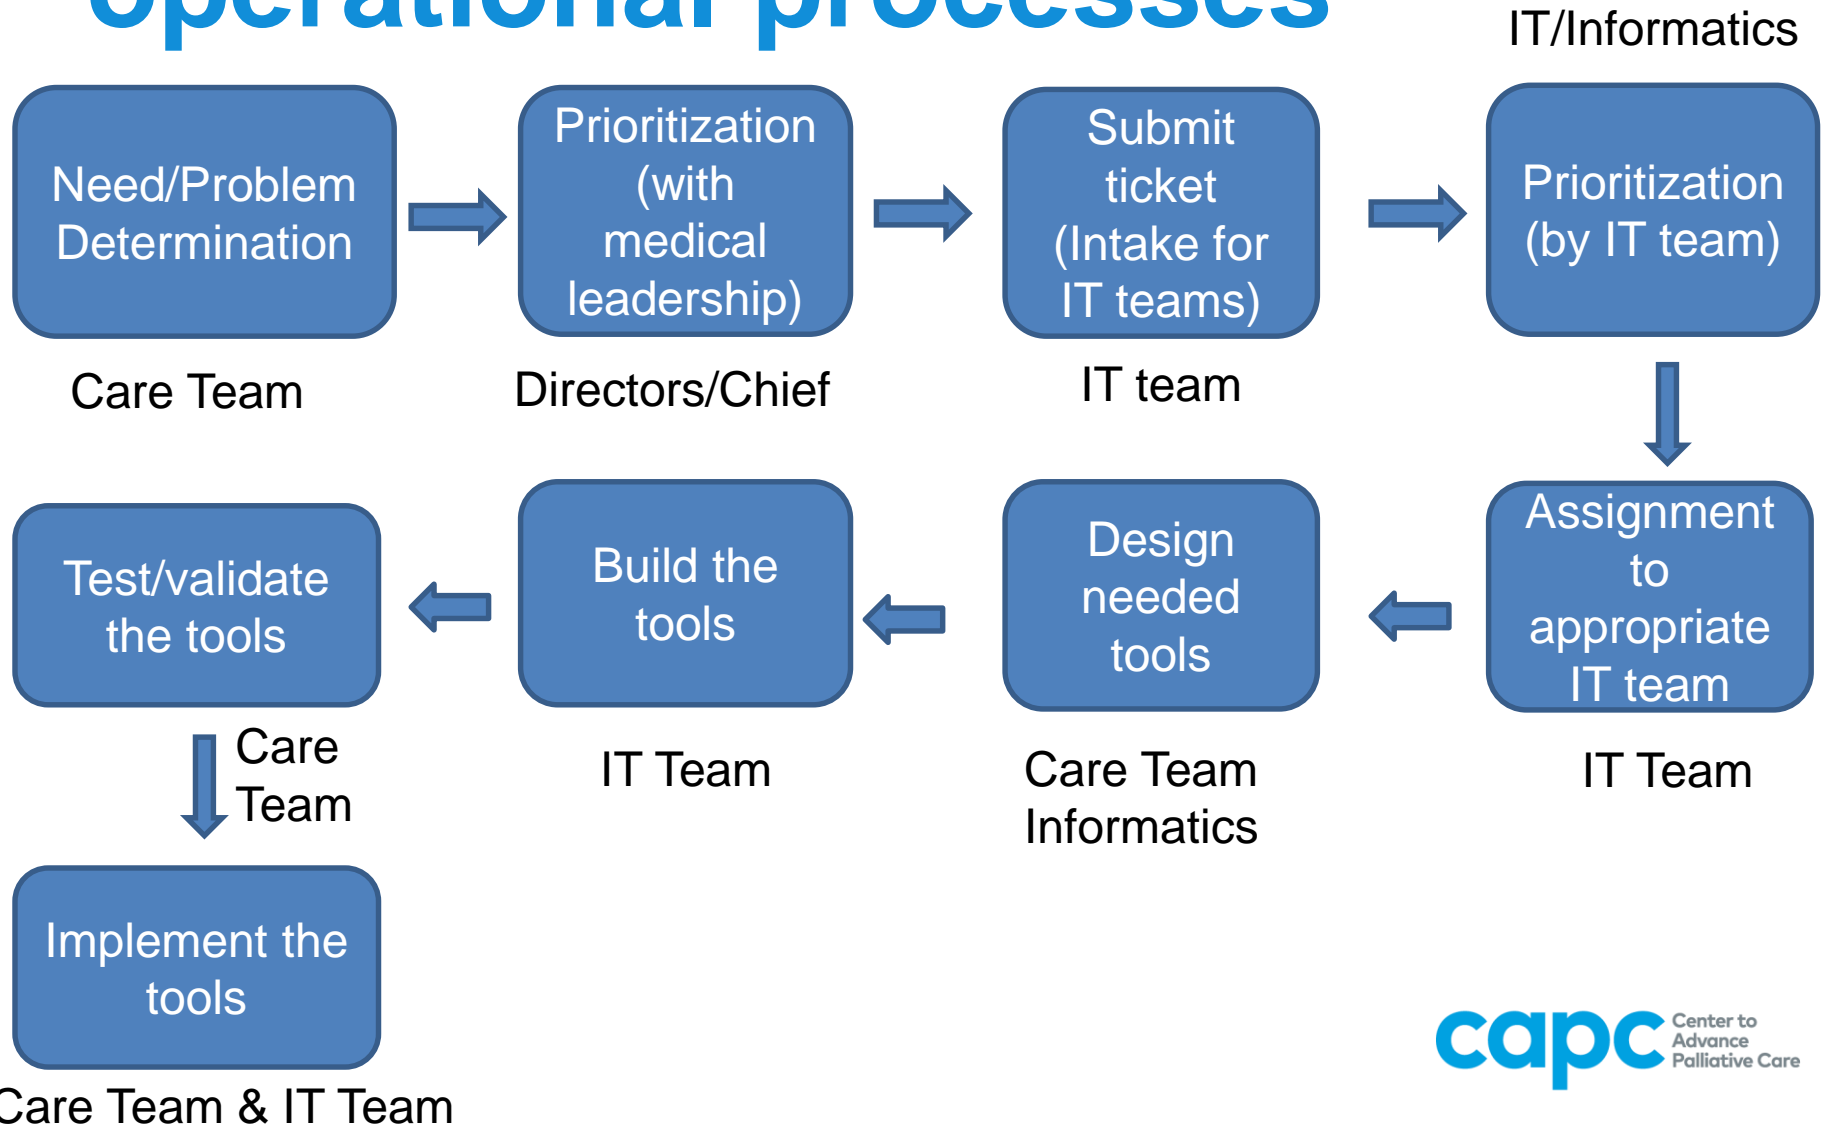 operational processes
IT/Informatics
Need/Problem
Determination
Prioritization
(with
medical
leadership)
Submit
ticket
(Intake for
IT teams)
Prioritization
(by IT team)
Care Team
Directors/Chief
IT team
Test/validate
the tools
Build the
tools
Design
needed
tools
Assignment
to
appropriate
IT team
Care
Team
IT Team
Care Team
Informatics
IT Team
Implement the
tools
Care Team & IT Team
capc
Center to
Advance
Palliative Care